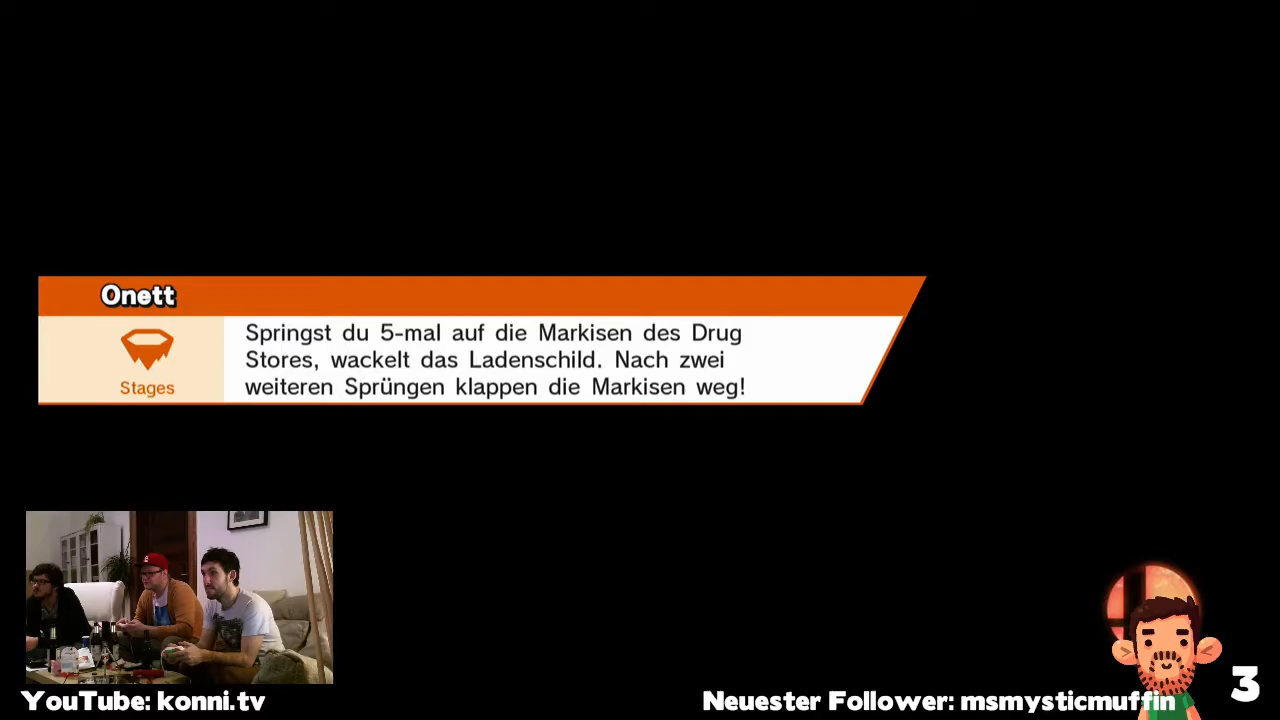 Onett
Stages
Springst du 5-mal auf die Markisen des Drug
Stores, wackelt das Ladenschild. Nach zwei
weiteren Sprüngen klappen die Markisen weg!
YouTube: konni.tv
Neuester Follower: msmysticmuffin
3